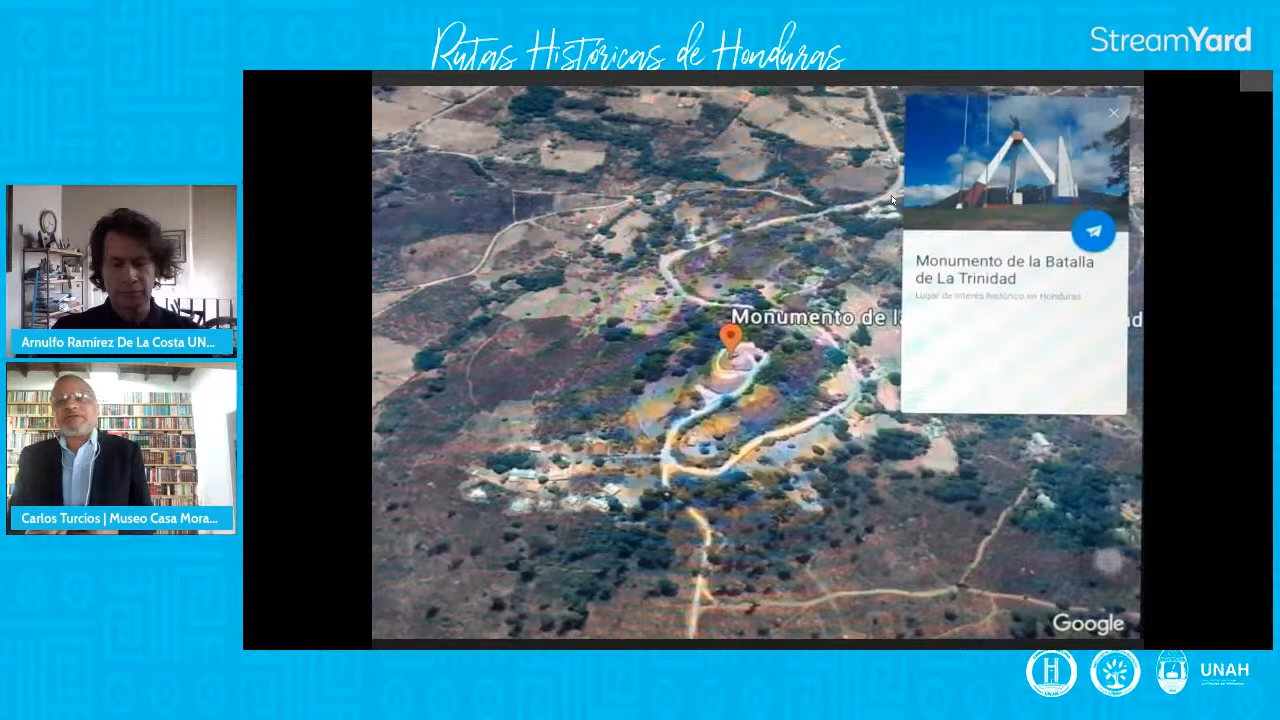 Rutas Históricas de Honduras
StreamYard
Monumento de la Batalla
de La Trinidad
Lugar de interés histórico en Honduras
Monumento de l
ad
Arnulfo Ramírez De La Costa UN...
Carlos Turcios | Museo Casa Mora...
Google
UNAH